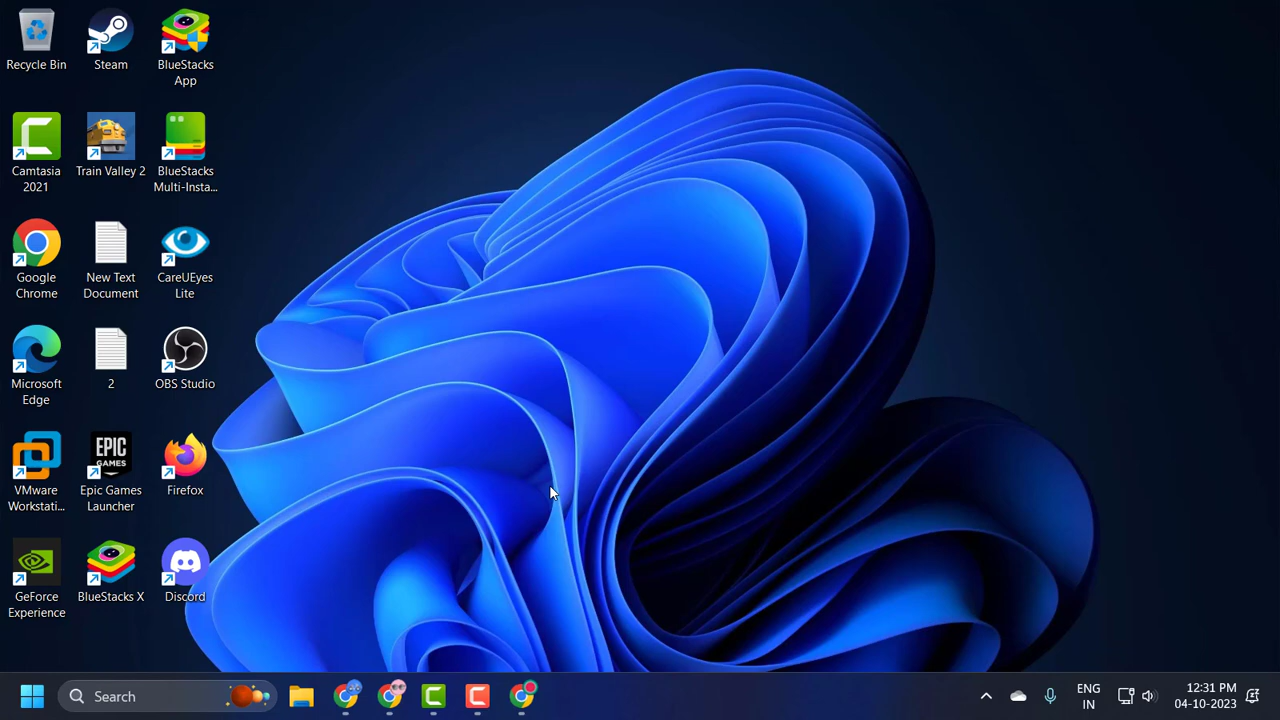 Recycle Bin
Steam
BlueStacks
App
Camtasia
2021
Train Valley 2
BlueStacks
Multi-Insta...
Google
Chrome
New Text
Document
CareUEyes
Lite
Microsoft
Edge
2
OBS Studio
VMware
Workstati...
EPIC
GAMES
Epic Games
Launcher
Firefox
GeForce
Experience
BlueStacks X
Discord
Search
ENG
IN
12:31 PM
04-10-2023